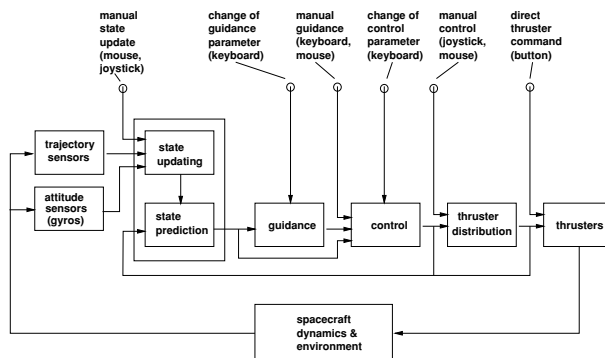 manual
state
update
(mouse,
joystick)
change of
guidance
parameter
(keyboard)
manual
guidance
(keyboard,
mouse)
change of
control
parameter
(keyboard)
manual
control
(joystick,
mouse)
direct
thruster
command
(button)
trajectory
sensors
state
updating
attitude
sensors
(gyros)
state
prediction
guidance
control
thruster
distribution
thrusters
spacecraft
dynamics &
environment